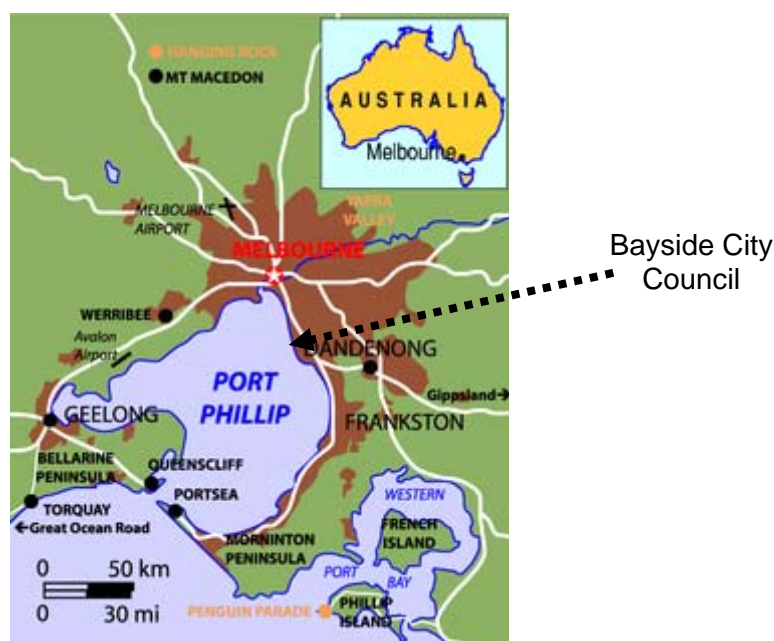 HANGING ROCK
MT MACEDON
AUSTRALIA
Melbourne
MELBOURNE
AIRPORT
YARRA
VALLEY
MELBOURNE
Bayside City
Council
WERRIBEE
Avalon
Airport
DANDENONG
PORT
PHILLIP
Gippsland→
GEELONG
FRANKSTON
BELLARINE
PENINSULA
QUEENSCLIFF
PORTSEA
WESTERN
TORQUAY
←Great Ocean Road
FRENCH
ISLAND
MORNINTON
PENINSULA
0 50 km
0 30 mi
PORT
BAY
PENGUIN PARADE
PHILLIP
ISLAND